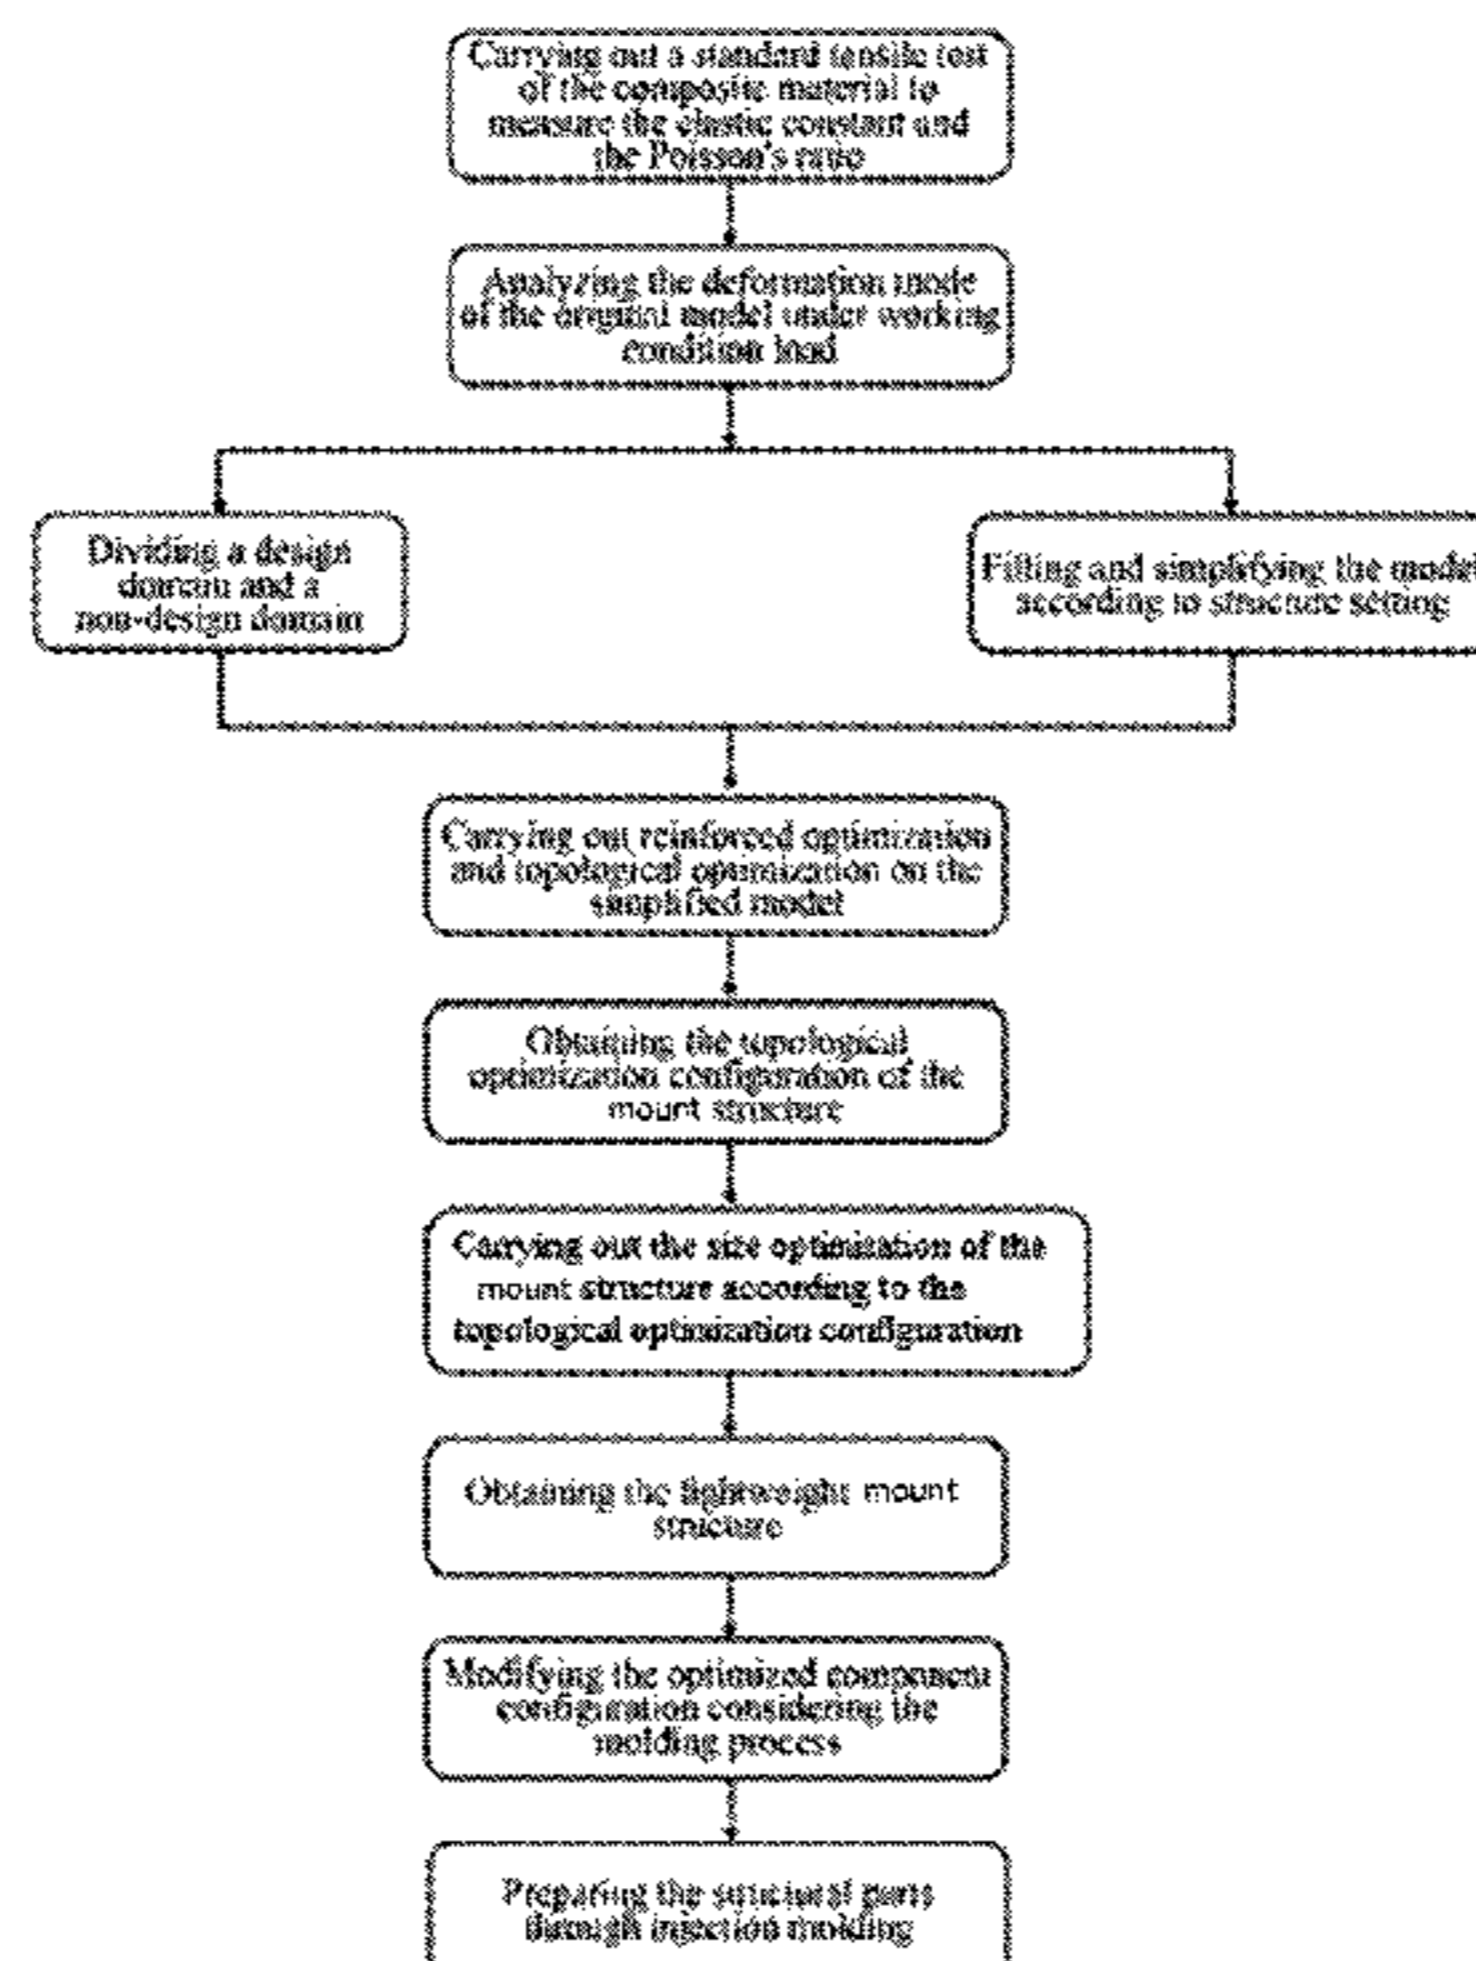 Carrying out a standard tensile test
of the composite material to
measure the elastic constant and
the Poisson's ratio
Analyzing the deformation mode
of the original model under working
condition load
Dividing a design
domain and a
non-design domain
Filling and simplifying the model
according to structure setting
Carrying out reinforced optimization
and topological optimization on the
simplified model
Obtaining the topological
optimization configuration of the
mount structure
Carrying out the size optimization of the
mount structure according to the
topological optimization configuration
Obtaining the lightweight mount
structure
Modifying the optimized component
configuration considering the
molding process
Preparing the structural parts
through injection molding